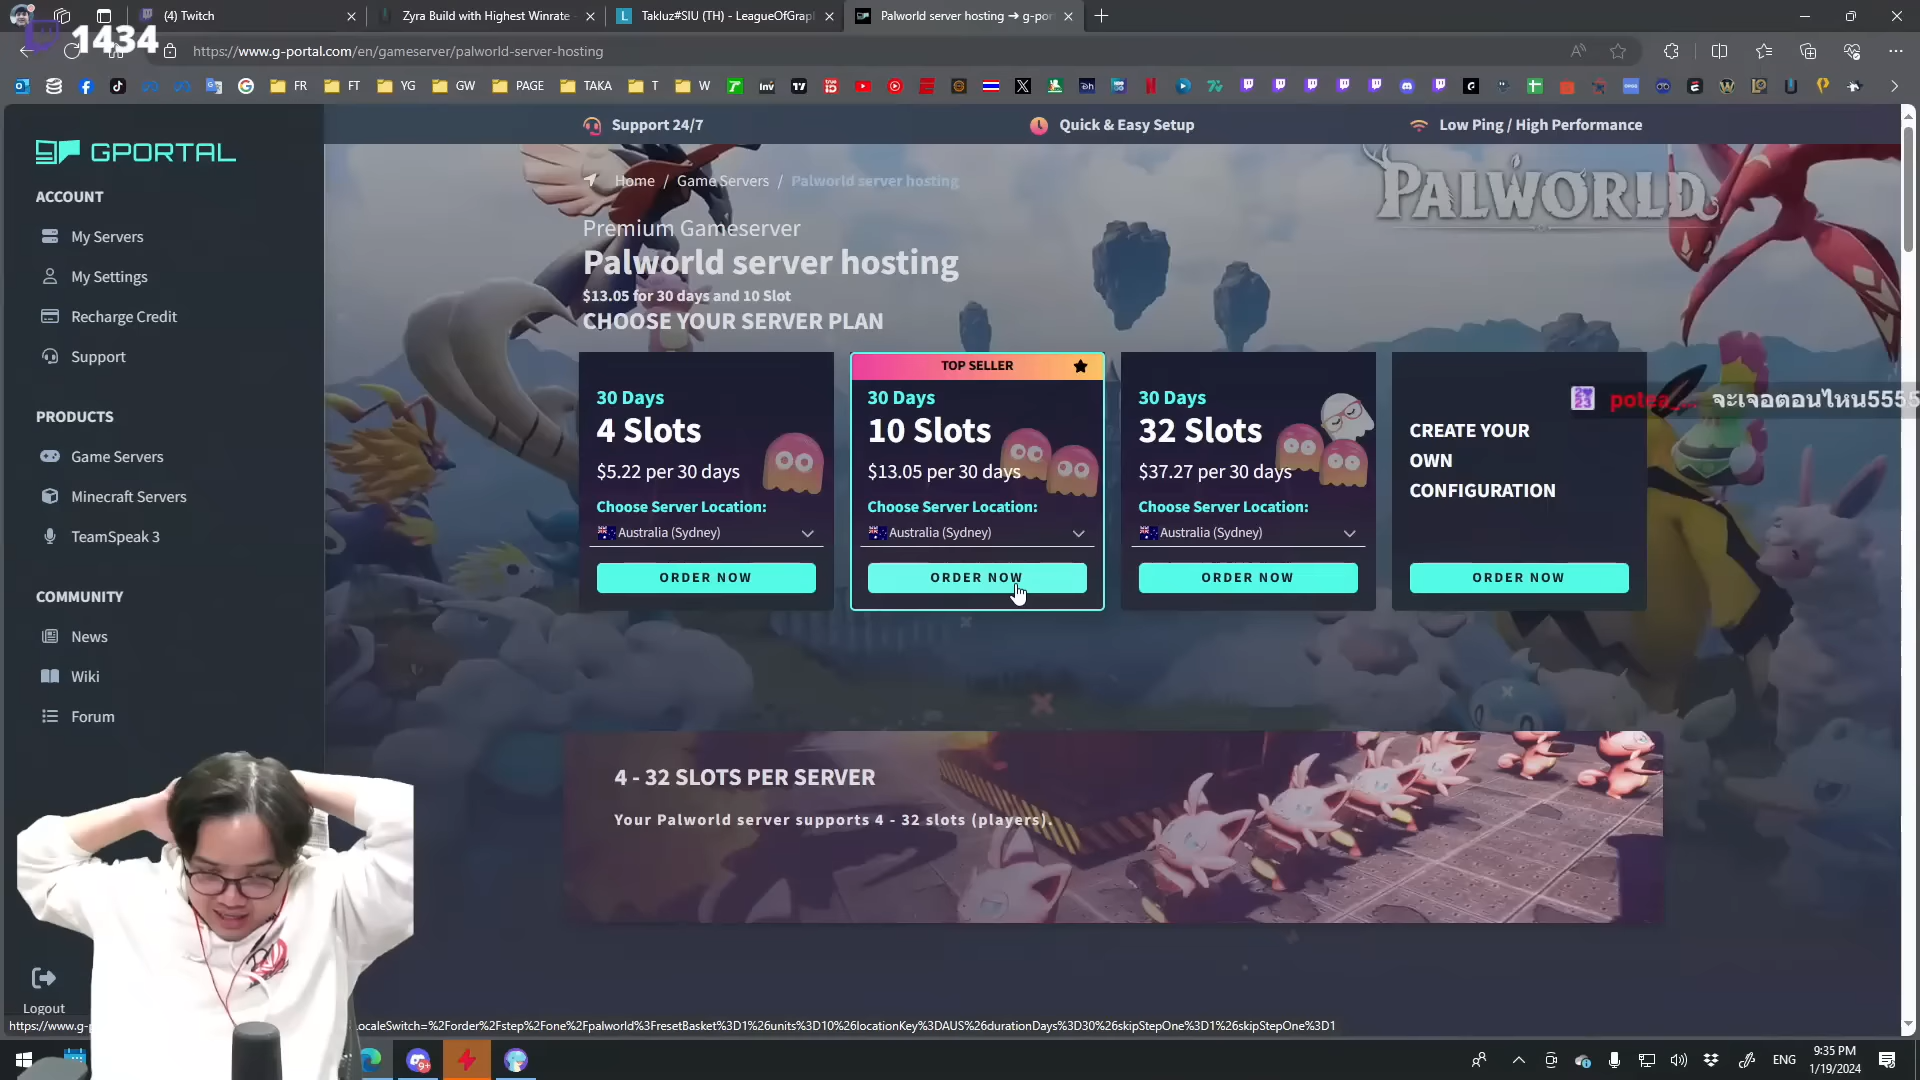 (4) Twitch
Zyra Build with Highest Winrate
Takluz#SIU (TH) - LeagueOfGrap
Palworld server hosting ➔ g-por
1434
https://www.g-portal.com/en/gameserver/palworld-server-hosting
FR
FT
YG
GW
PAGE
TAKA
T
W
GPORTAL
Support 24/7
Quick & Easy Setup
Low Ping / High Performance
ACCOUNT
My Servers
My Settings
Recharge Credit
Support
PRODUCTS
Game Servers
Minecraft Servers
TeamSpeak 3
COMMUNITY
News
Wiki
Forum
Logout
Home / Game Servers / Palworld server hosting
PALWORLD
Premium Gameserver
Palworld server hosting
$13.05 for 30 days and 10 Slot
CHOOSE YOUR SERVER PLAN
30 Days
4 Slots
$5.22 per 30 days
Choose Server Location:
Australia (Sydney)
ORDER NOW
TOP SELLER
30 Days
10 Slots
$13.05 per 30 days
Choose Server Location:
Australia (Sydney)
ORDER NOW
30 Days
32 Slots
$37.27 per 30 days
Choose Server Location:
Australia (Sydney)
ORDER NOW
CREATE YOUR
OWN
CONFIGURATION
ORDER NOW
potea_... จะเจอตอนไหน5555
4 - 32 SLOTS PER SERVER
Your Palworld server supports 4 - 32 slots (players).
https://www.g-p
ocaleSwitch=%2Forder%2Fstep%2Fone%2Fpalworld%3FresetBasket%3D1%26units%3D10%26locationKey%3DAUS%26durationDays%3D30%26skipStepOne%3D1%26skipStepOne%3D1
ENG
9:35 PM
1/19/2024